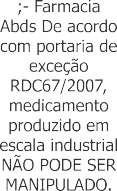 ;- Farmacia
Abds De acordo
com portaria de
exceção
RDC67/2007,
medicamento
produzido em
escala industrial
NÃO PODE SER
MANIPULADO.